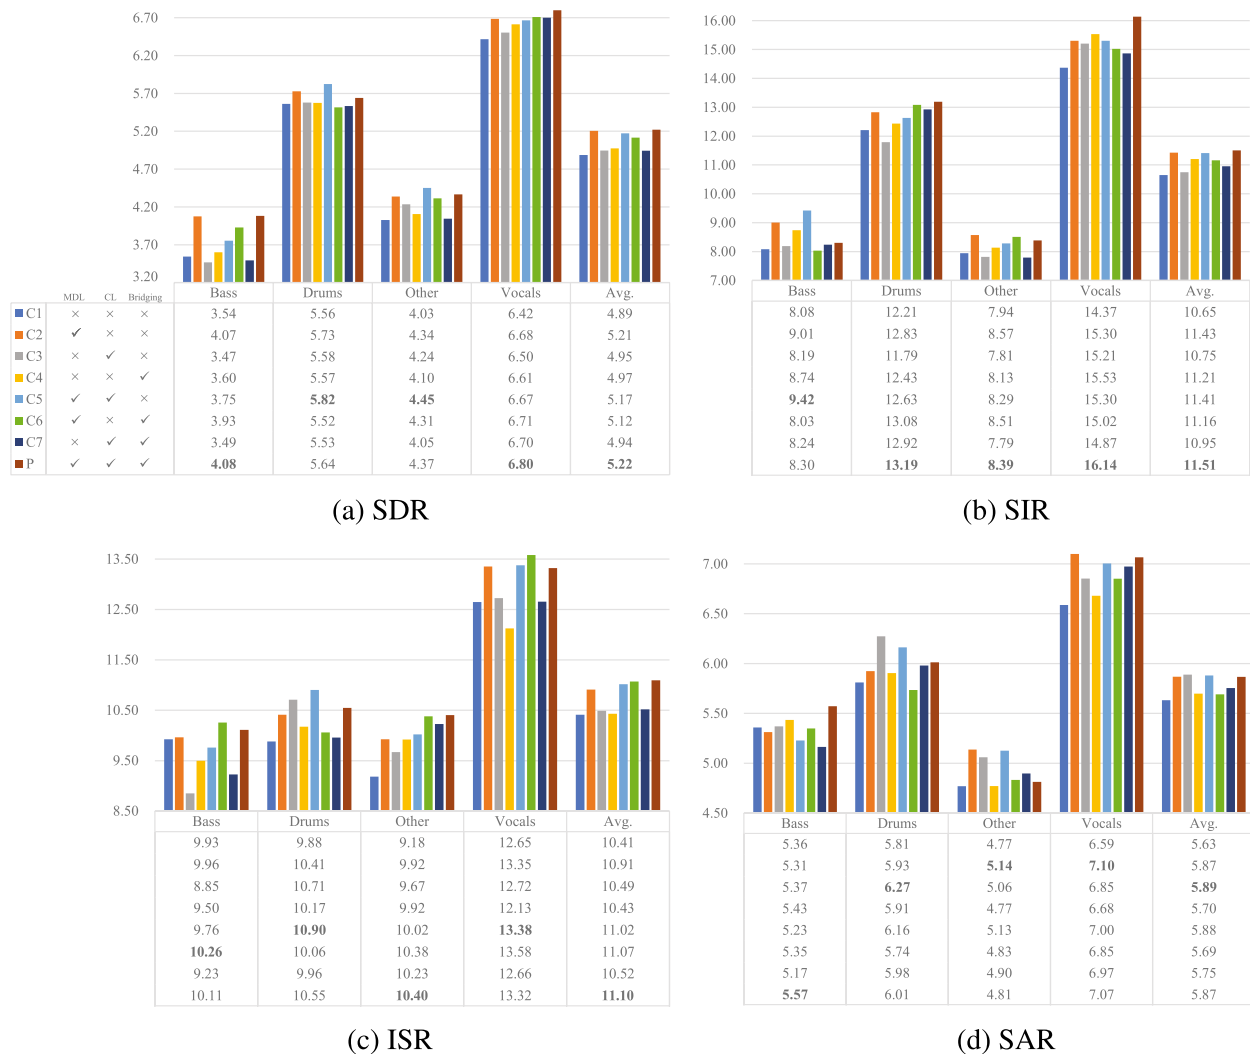 6.70
6.20
5.70
5.20
4.70
4.20
3.70
3.20
MDL CL Bridging Bass Drums Other Vocals Avg.
C1 × × × 3.54 5.56 4.03 6.42 4.89
C2 ✓ × × 4.07 5.73 4.34 6.68 5.21
C3 × ✓ × 3.47 5.58 4.24 6.50 4.95
C4 × × ✓ 3.60 5.57 4.10 6.61 4.97
C5 ✓ ✓ × 3.75 5.82 4.45 6.67 5.17
C6 ✓ × ✓ 3.93 5.52 4.31 6.71 5.12
C7 × ✓ ✓ 3.49 5.53 4.05 6.70 4.94
P ✓ ✓ ✓ 4.08 5.64 4.37 6.80 5.22
(a) SDR
16.00
15.00
14.00
13.00
12.00
11.00
10.00
9.00
8.00
7.00
Bass Drums Other Vocals Avg.
8.08 12.21 7.94 14.37 10.65
9.01 12.83 8.57 15.30 11.43
8.19 11.79 7.81 15.21 10.75
8.74 12.43 8.13 15.53 11.21
9.42 12.63 8.29 15.30 11.41
8.03 13.08 8.51 15.02 11.16
8.24 12.92 7.79 14.87 10.95
8.30 13.19 8.39 16.14 11.51
(b) SIR
13.50
12.50
11.50
10.50
9.50
8.50
Bass Drums Other Vocals Avg.
9.93 9.88 9.18 12.65 10.41
9.96 10.41 9.92 13.35 10.91
8.85 10.71 9.67 12.72 10.49
9.50 10.17 9.92 12.13 10.43
9.76 10.90 10.02 13.38 11.02
10.26 10.06 10.38 13.58 11.07
9.23 9.96 10.23 12.66 10.52
10.11 10.55 10.40 13.32 11.10
(c) ISR
7.00
6.50
6.00
5.50
5.00
4.50
Bass Drums Other Vocals Avg.
5.36 5.81 4.77 6.59 5.63
5.31 5.93 5.14 7.10 5.87
5.37 6.27 5.06 6.85 5.89
5.43 5.91 4.77 6.68 5.70
5.23 6.16 5.13 7.00 5.88
5.35 5.74 4.83 6.85 5.69
5.17 5.98 4.90 6.97 5.75
5.57 6.01 4.81 7.07 5.87
(d) SAR